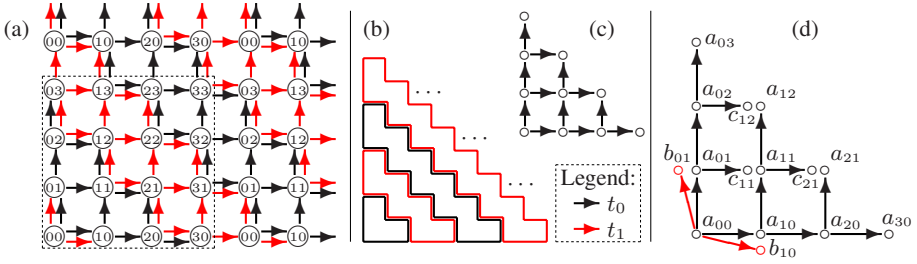 (a)
00 10 20 30 00 10
03 13 23 33 03 13
02 12 22 32 02 12
01 11 21 31 01 11
00 10 20 30 00 10
(b)
. . .
. . .
. . .
(c)
Legend:
t₀
t₁
(d)
a₀₃
a₀₂ a₁₂
c₁₂
b₀₁ a₀₁ a₁₁ a₂₁
c₁₁ c₂₁
a₀₀ a₁₀ a₂₀ a₃₀
b₁₀